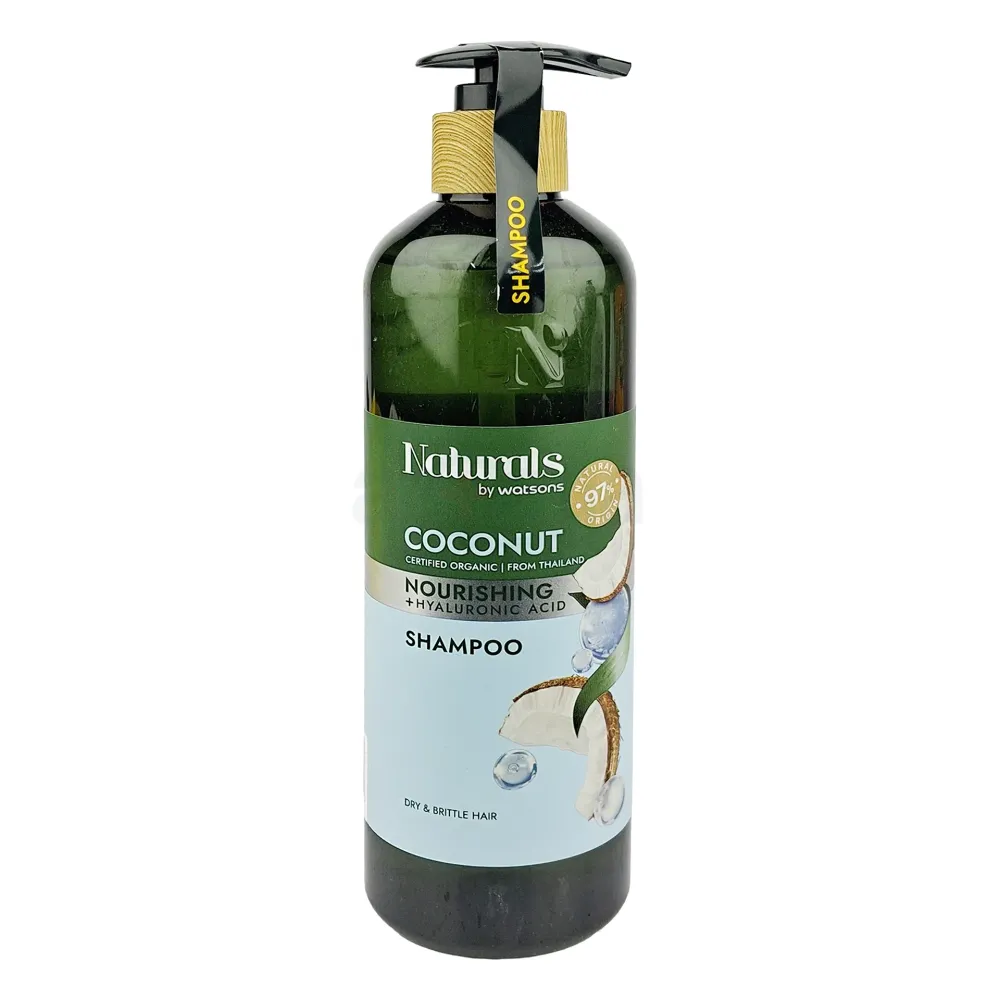 SHAMPOO
N
Naturals
by watsons
NATURAL
97%
ORIGIN
COCONUT
CERTIFIED ORGANIC | FROM THAILAND
NOURISHING
+HYALURONIC ACID
SHAMPOO
DRY & BRITTLE HAIR